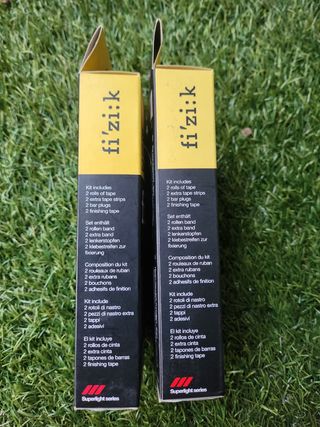 fi'zi:k
Kit includes
2 rolls of tape
2 extra tape strips
2 bar plugs
2 finishing tape
Set enthält
2 rollen band
2 extra band
2 lenkerstopfen
2 klebestreifen zur
fixierung
Composition du kit
2 rouleaux de ruban
2 extra rubans
2 bouchons
2 adhesifs de finition
Kit include
2 rotoli di nastro
2 pezzi di nastro extra
2 tappi
2 adesivi
El kit incluye
2 rollos de cinta
2 extra cinta
2 tapones de barras
2 finishing tape
Superlight series
fi'zi:k
Kit includes
2 rolls of tape
2 extra tape strips
2 bar plugs
2 finishing tape
Set enthält
2 rollen band
2 extra band
2 lenkerstopfen
2 klebestreifen zur
fixierung
Composition du kit
2 rouleaux de ruban
2 extra rubans
2 bouchons
2 adhesifs de finition
Kit include
2 rotoli di nastro
2 pezzi di nastro extra
2 tappi
2 adesivi
El kit incluye
2 rollos de cinta
2 extra cinta
2 tapones de barras
2 finishing tape
Superlight series